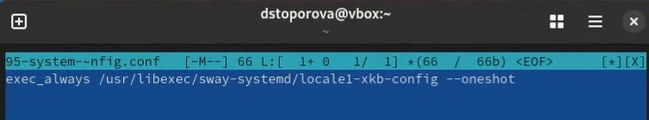 dstoporova@vbox:~
~
95-system--nfig.conf [-M--] 66 L:[ 1+ 0 1/ 1] *(66 / 66b) <EOF> [*][X]
exec_always /usr/libexec/sway-systemd/locale1-xkb-config --oneshot